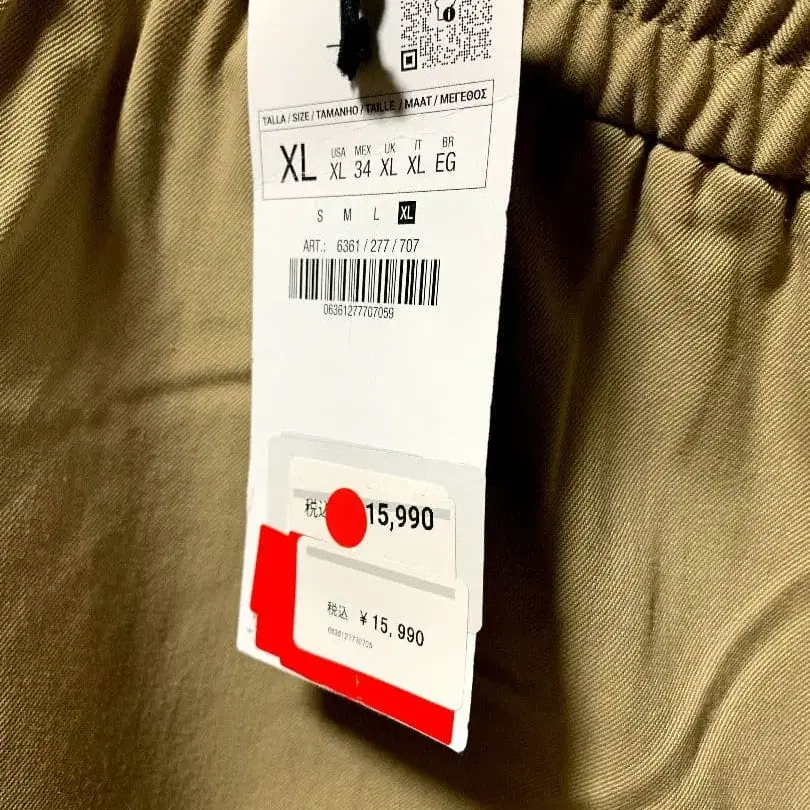 TALLA / SIZE / TAMANHO / TAILLE / MAAT / ΜΕΓΕΘΟΣ
USA MEX UK IT BR
XL XL 34 XL XL EG
S M L XL
ART.: 6361 / 277 / 707
06361277707059
税込 15,990
税込 ¥15,990